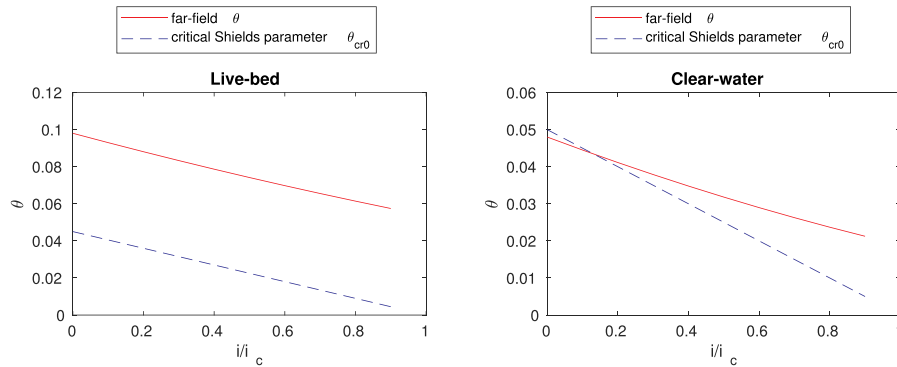 far-field θ
critical Shields parameter θcr0
Live-bed
0.12
0.1
0.08
0.06
0.04
0.02
0
θ
0 0.2 0.4 0.6 0.8 1
i/i c
far-field θ
critical Shields parameter θcr0
Clear-water
0.06
0.05
0.04
0.03
0.02
0.01
0
θ
0 0.2 0.4 0.6 0.8 1
i/i c